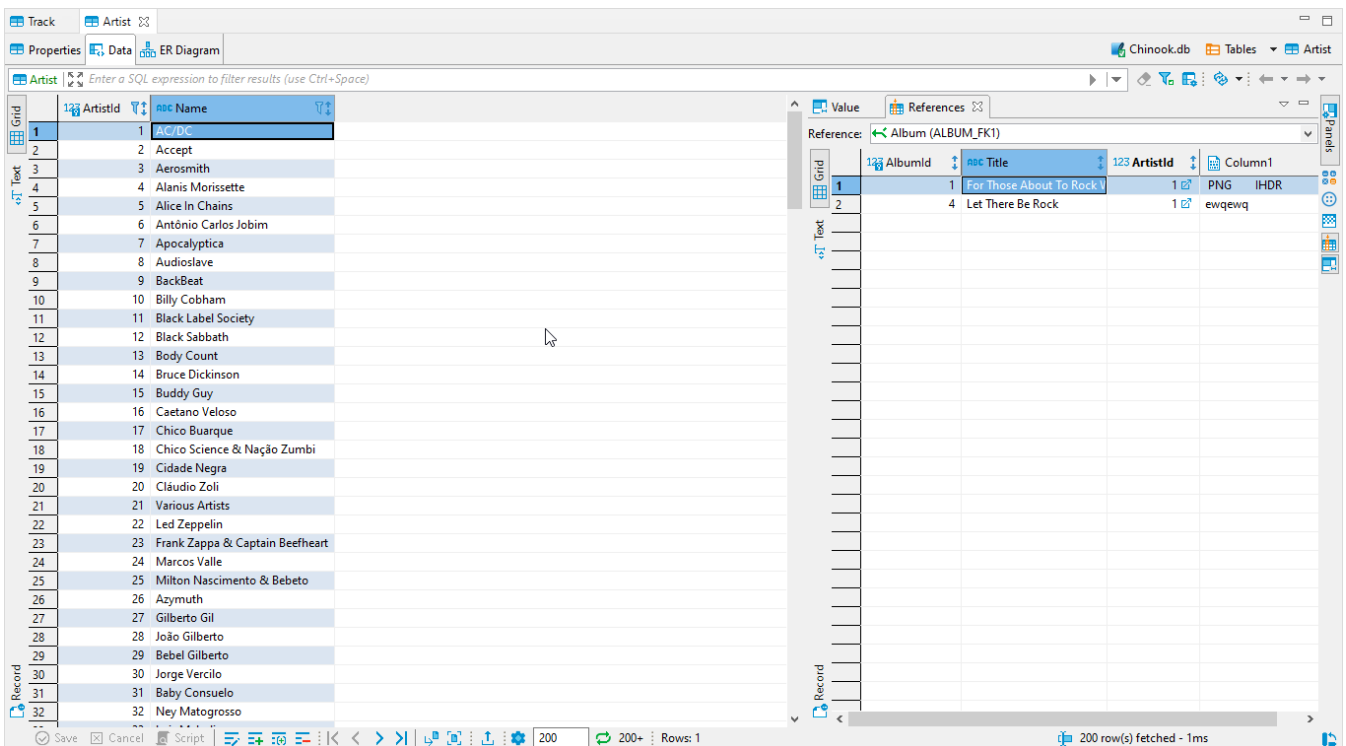 Track Artist
Properties Data ER Diagram Chinook.db Tables Artist
Artist Enter a SQL expression to filter results (use Ctrl+Space)
Grid
Text
Record
123 ArtistId ABC Name
1 1 AC/DC
2 2 Accept
3 3 Aerosmith
4 4 Alanis Morissette
5 5 Alice In Chains
6 6 Antônio Carlos Jobim
7 7 Apocalyptica
8 8 Audioslave
9 9 BackBeat
10 10 Billy Cobham
11 11 Black Label Society
12 12 Black Sabbath
13 13 Body Count
14 14 Bruce Dickinson
15 15 Buddy Guy
16 16 Caetano Veloso
17 17 Chico Buarque
18 18 Chico Science & Nação Zumbi
19 19 Cidade Negra
20 20 Cláudio Zoli
21 21 Various Artists
22 22 Led Zeppelin
23 23 Frank Zappa & Captain Beefheart
24 24 Marcos Valle
25 25 Milton Nascimento & Bebeto
26 26 Azymuth
27 27 Gilberto Gil
28 28 João Gilberto
29 29 Bebel Gilberto
30 30 Jorge Vercilo
31 31 Baby Consuelo
32 32 Ney Matogrosso
Value References
Reference: Album (ALBUM_FK1)
Grid
Text
Record
123 AlbumId ABC Title 123 ArtistId Column1
1 1 For Those About To Rock 1 PNG IHDR
2 4 Let There Be Rock 1 ewqewq
Panels
Save Cancel Script 200 200+ Rows: 1 200 row(s) fetched - 1ms